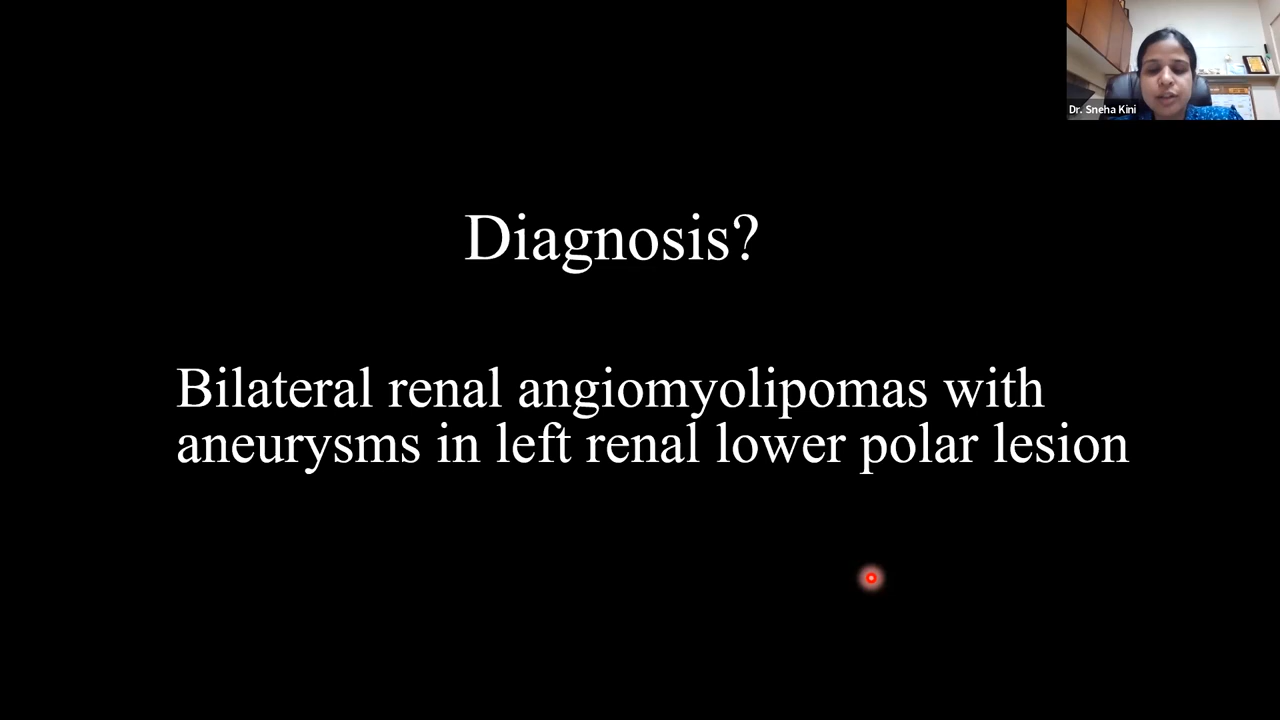 Dr. Sneha Kini
Diagnosis?
Bilateral renal angiomyolipomas with
aneurysms in left renal lower polar lesion